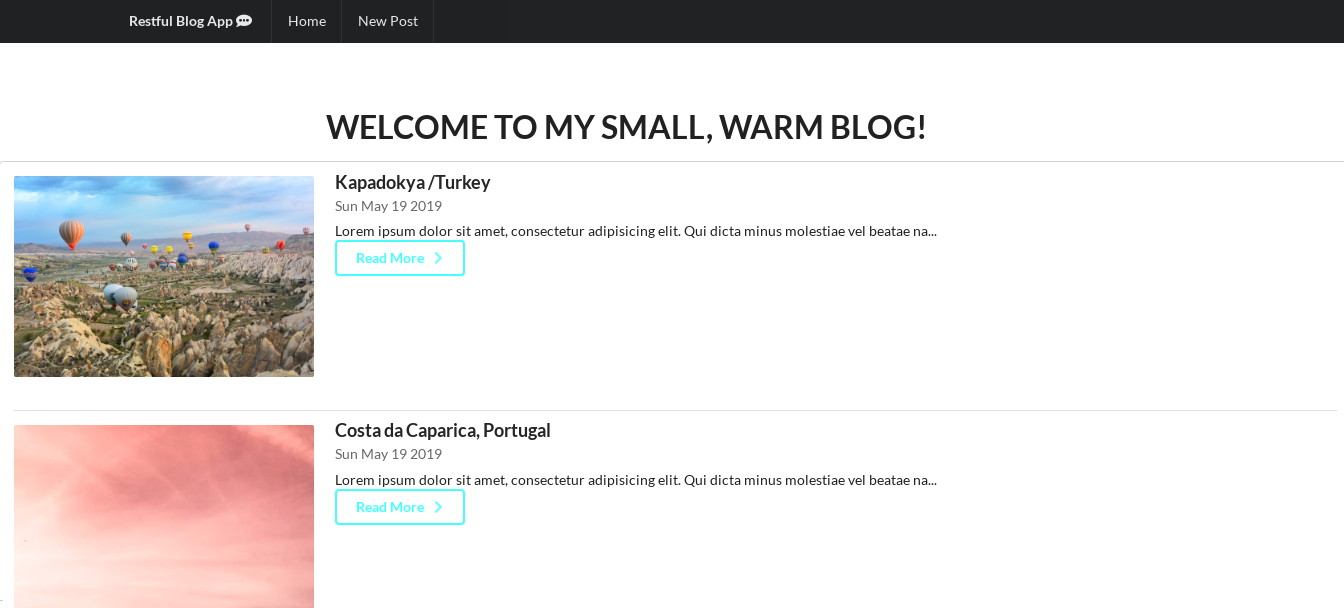 Restful Blog App
Home
New Post
WELCOME TO MY SMALL, WARM BLOG!
Kapadokya /Turkey
Sun May 19 2019
Lorem ipsum dolor sit amet, consectetur adipisicing elit. Qui dicta minus molestiae vel beatae na...
Read More
Costa da Caparica, Portugal
Sun May 19 2019
Lorem ipsum dolor sit amet, consectetur adipisicing elit. Qui dicta minus molestiae vel beatae na...
Read More